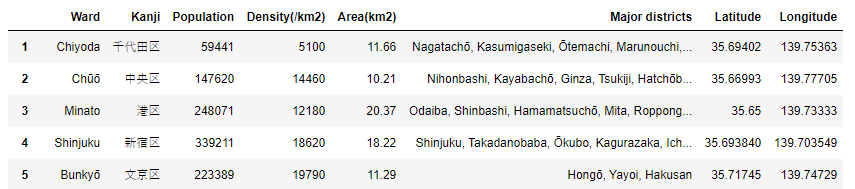 Ward Kanji Population Density(/km2) Area(km2) Major districts Latitude Longitude
1 Chiyoda 千代田区 59441 5100 11.66 Nagatachō, Kasumigaseki, Ōtemachi, Marunouchi,... 35.69402 139.75363
2 Chūō 中央区 147620 14460 10.21 Nihonbashi, Kayabachō, Ginza, Tsukiji, Hatchōb... 35.66993 139.77705
3 Minato 港区 248071 12180 20.37 Odaiba, Shinbashi, Hamamatsuchō, Mita, Roppong... 35.65 139.73333
4 Shinjuku 新宿区 339211 18620 18.22 Shinjuku, Takadanobaba, Ōkubo, Kagurazaka, Ich... 35.693840 139.703549
5 Bunkyō 文京区 223389 19790 11.29 Hongō, Yayoi, Hakusan 35.71745 139.74729